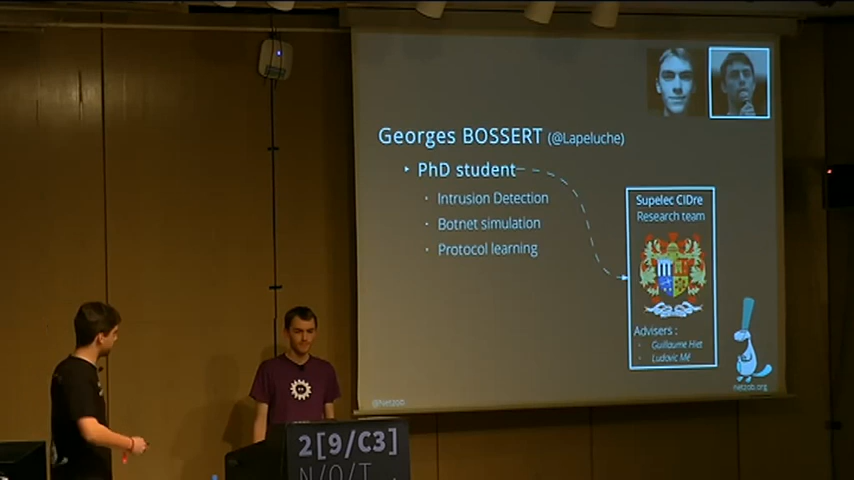 Georges BOSSERT (@Lapeluche)
PhD student
Intrusion Detection
Botnet simulation
Protocol learning
Supelec CIDre
Research team
Advisers :
Guillaume Hiet
Ludovic Mé
@Netzob
netzob.org
2[9/C3]
N/O/T